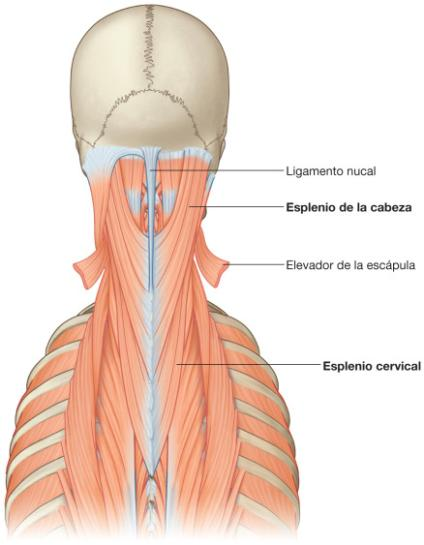 Ligamento nucal
Esplenio de la cabeza
Elevador de la escápula
Esplenio cervical